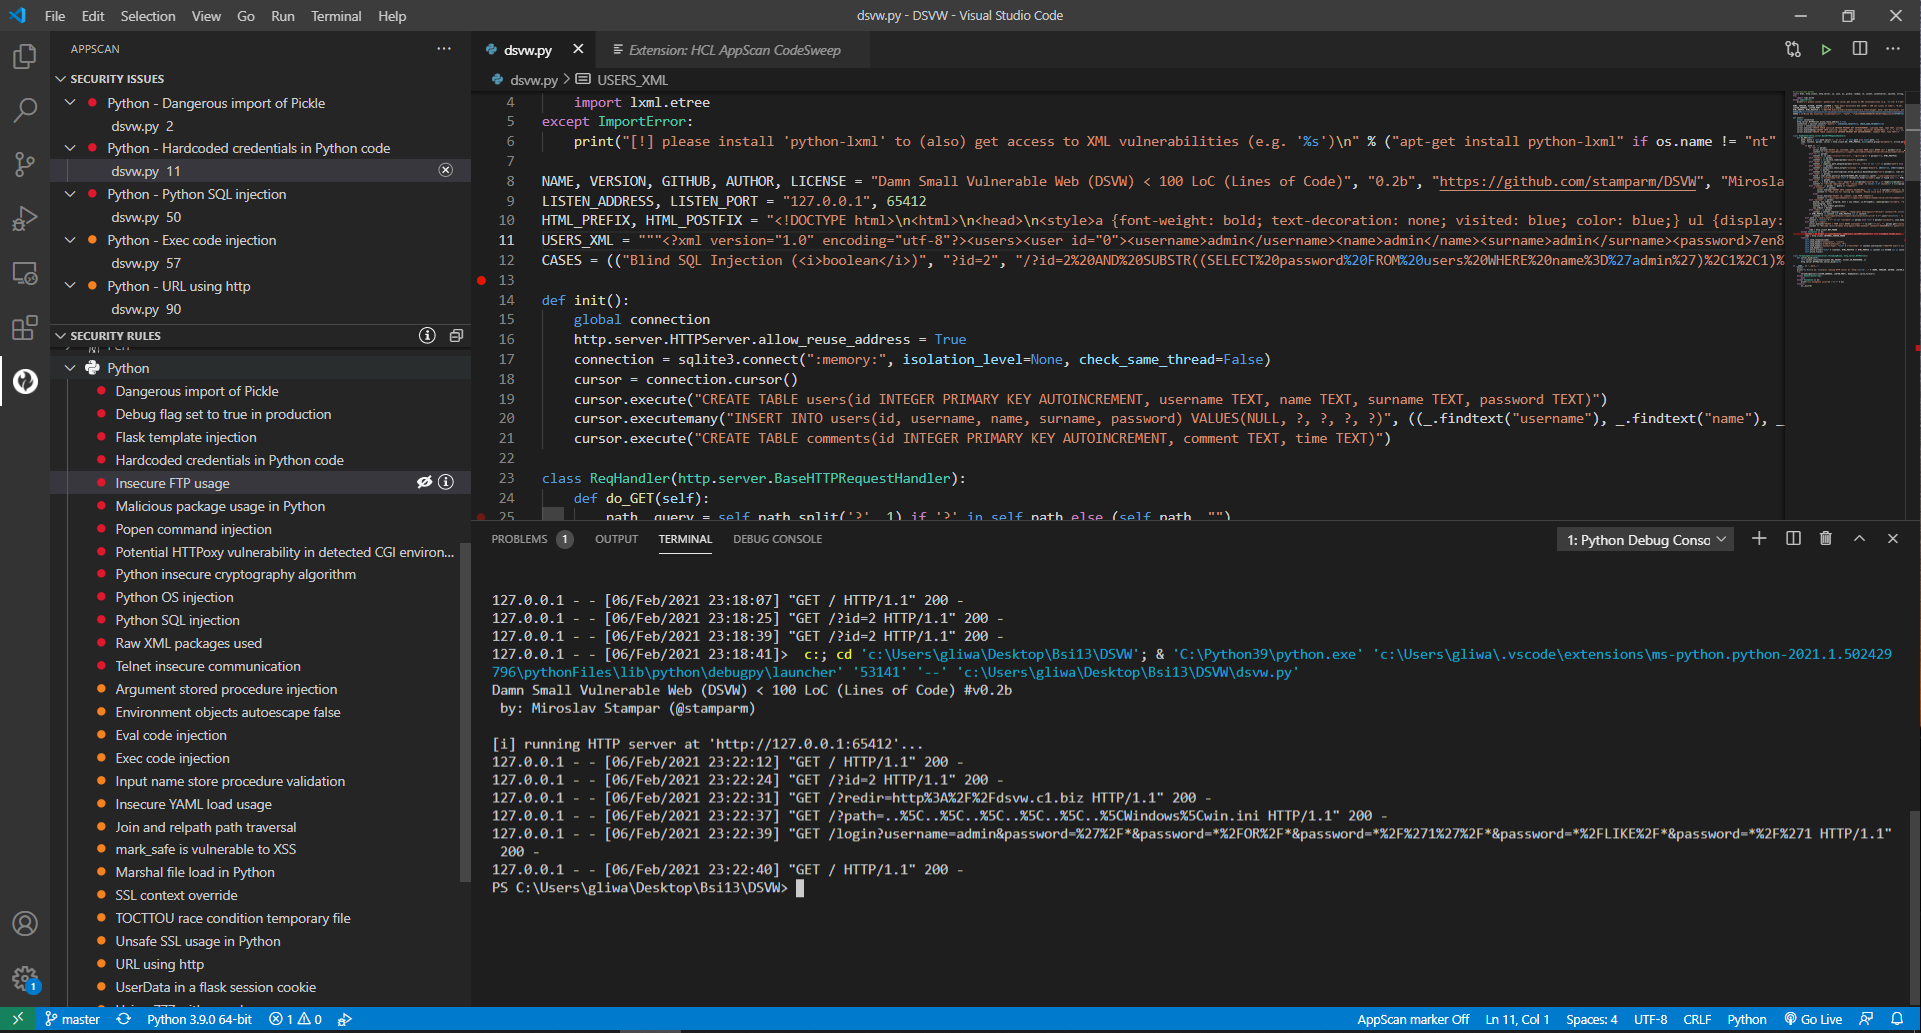 File Edit Selection View Go Run Terminal Help
dsvw.py - DSVW - Visual Studio Code
APPSCAN
SECURITY ISSUES
Python - Dangerous import of Pickle
dsvw.py 2
Python - Hardcoded credentials in Python code
dsvw.py 11
Python - Python SQL injection
dsvw.py 50
Python - Exec code injection
dsvw.py 57
Python - URL using http
dsvw.py 90
SECURITY RULES
Python
Dangerous import of Pickle
Debug flag set to true in production
Flask template injection
Hardcoded credentials in Python code
Insecure FTP usage
Malicious package usage in Python
Popen command injection
Potential HTTPoxy vulnerability in detected CGI environ...
Python insecure cryptography algorithm
Python OS injection
Python SQL injection
Raw XML packages used
Telnet insecure communication
Argument stored procedure injection
Environment objects autoescape false
Eval code injection
Exec code injection
Input name store procedure validation
Insecure YAML load usage
Join and relpath path traversal
mark_safe is vulnerable to XSS
Marshal file load in Python
SSL context override
TOCTTOU race condition temporary file
Unsafe SSL usage in Python
URL using http
UserData in a flask session cookie
dsvw.py Extension: HCL AppScan CodeSweep
dsvw.py > USERS_XML
4 import lxml.etree
5 except ImportError:
6 print("[!] please install 'python-lxml' to (also) get access to XML vulnerabilities (e.g. '%s')\n" % ("apt-get install python-lxml" if os.name != "nt"
7
8 NAME, VERSION, GITHUB, AUTHOR, LICENSE = "Damn Small Vulnerable Web (DSVW) < 100 LoC (Lines of Code)", "0.2b", "https://github.com/stamparm/DSVW", "Mirosla
9 LISTEN_ADDRESS, LISTEN_PORT = "127.0.0.1", 65412
10 HTML_PREFIX, HTML_POSTFIX = "<!DOCTYPE html>\n<html>\n<head>\n<style>a {font-weight: bold; text-decoration: none; visited: blue; color: blue;} ul {display:
11 USERS_XML = """<?xml version="1.0" encoding="utf-8"?><users><user id="0"><username>admin</username><name>admin</name><surname>admin</surname><password>7en8
12 CASES = (("Blind SQL Injection (<i>boolean</i>)", "?id=2", "/?id=2%20AND%20SUBSTR((SELECT%20password%20FROM%20users%20WHERE%20name%3D%27admin%27)%2C1%2C1)%
13
14 def init():
15 global connection
16 http.server.HTTPServer.allow_reuse_address = True
17 connection = sqlite3.connect(":memory:", isolation_level=None, check_same_thread=False)
18 cursor = connection.cursor()
19 cursor.execute("CREATE TABLE users(id INTEGER PRIMARY KEY AUTOINCREMENT, username TEXT, name TEXT, surname TEXT, password TEXT)")
20 cursor.executemany("INSERT INTO users(id, username, name, surname, password) VALUES(NULL, ?, ?, ?, ?)", ((_.findtext("username"), _.findtext("name"), _
21 cursor.execute("CREATE TABLE comments(id INTEGER PRIMARY KEY AUTOINCREMENT, comment TEXT, time TEXT)")
22
23 class ReqHandler(http.server.BaseHTTPRequestHandler):
24 def do_GET(self):
25 path, query = self.path.split('?', 1) if '?' in self.path else (self.path, "")
PROBLEMS 1 OUTPUT TERMINAL DEBUG CONSOLE
1: Python Debug Conso
127.0.0.1 - - [06/Feb/2021 23:18:07] "GET / HTTP/1.1" 200 -
127.0.0.1 - - [06/Feb/2021 23:18:25] "GET /?id=2 HTTP/1.1" 200 -
127.0.0.1 - - [06/Feb/2021 23:18:39] "GET /?id=2 HTTP/1.1" 200 -
127.0.0.1 - - [06/Feb/2021 23:18:41]>  c:; cd 'c:\Users\gliwa\Desktop\Bsi13\DSVW'; & 'C:\Python39\python.exe' 'c:\Users\gliwa\.vscode\extensions\ms-python.python-2021.1.502429
796\pythonFiles\lib\python\debugpy\launcher' '53141' '--' 'c:\Users\gliwa\Desktop\Bsi13\DSVW\dsvw.py'
Damn Small Vulnerable Web (DSVW) < 100 LoC (Lines of Code) #v0.2b
by: Miroslav Stampar (@stamparm)
[i] running HTTP server at 'http://127.0.0.1:65412'...
127.0.0.1 - - [06/Feb/2021 23:22:12] "GET / HTTP/1.1" 200 -
127.0.0.1 - - [06/Feb/2021 23:22:24] "GET /?id=2 HTTP/1.1" 200 -
127.0.0.1 - - [06/Feb/2021 23:22:31] "GET /?redir=http%3A%2F%2Fdsvw.c1.biz HTTP/1.1" 200 -
127.0.0.1 - - [06/Feb/2021 23:22:37] "GET /?path=..%5C..%5C..%5C..%5C..%5C..%5CWindows%5Cwin.ini HTTP/1.1" 200 -
127.0.0.1 - - [06/Feb/2021 23:22:39] "GET /login?username=admin&password=%27%2F*&password=*%2FOR%2F*&password=*%2F%271%27%2F*&password=*%2FLIKE%2F*&password=*%2F%271 HTTP/1.1"
200 -
127.0.0.1 - - [06/Feb/2021 23:22:40] "GET / HTTP/1.1" 200 -
PS C:\Users\gliwa\Desktop\Bsi13\DSVW>
1
master Python 3.9.0 64-bit 1 0 AppScan marker Off Ln 11, Col 1 Spaces: 4 UTF-8 CRLF Python Go Live